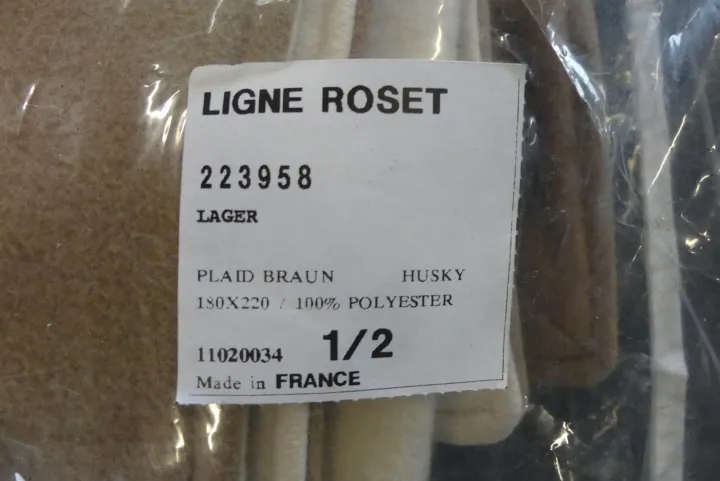 LIGNE ROSET
223958
LAGER
PLAID BRAUN HUSKY
180X220 / 100% POLYESTER
11020034 1/2
Made in FRANCE